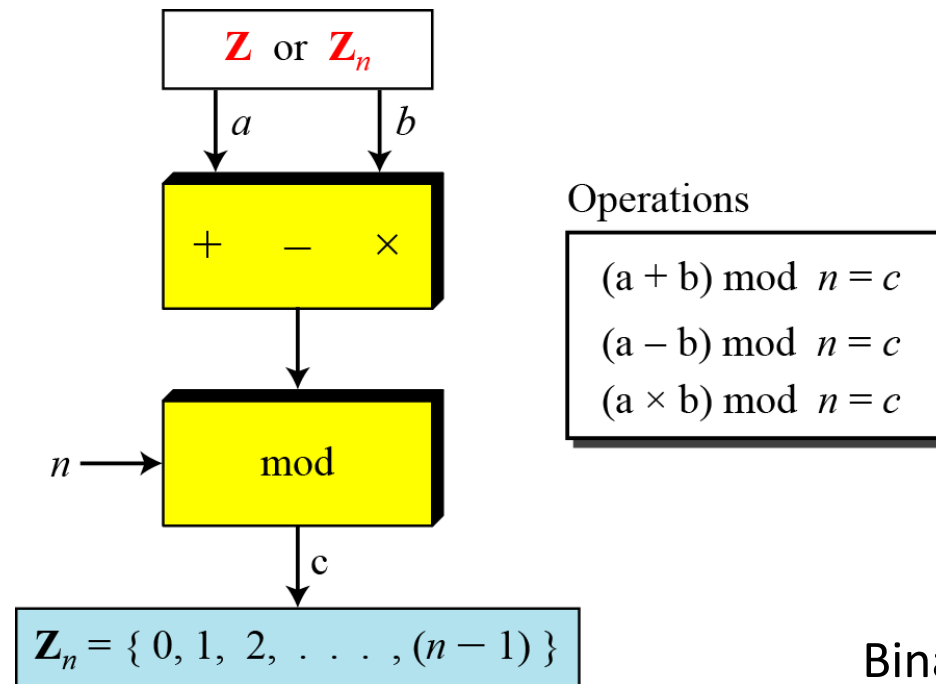 Z or Zn
a b
+ – ×
Operations
(a + b) mod n = c
(a – b) mod n = c
(a × b) mod n = c
n
mod
c
Zn = { 0, 1, 2, . . . , (n – 1) }